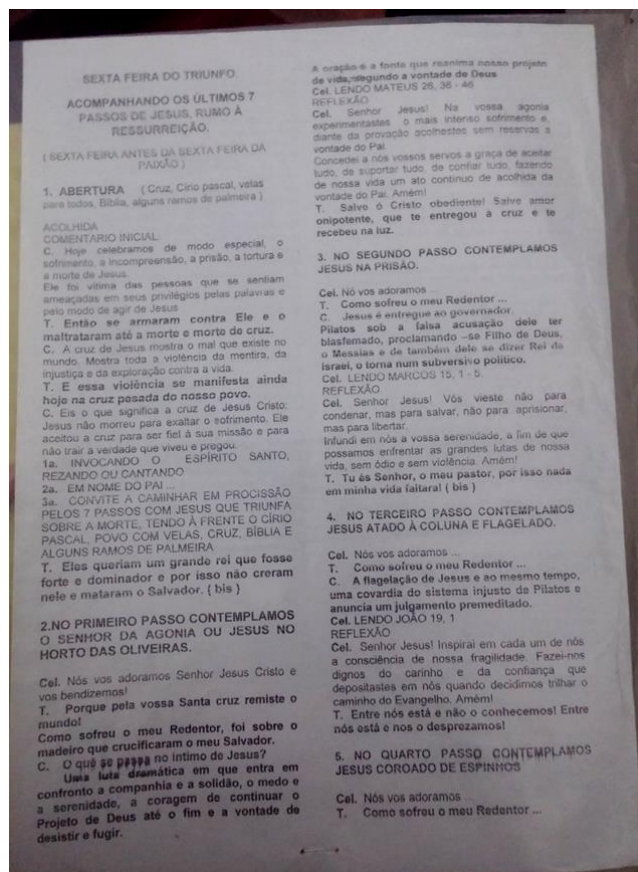 SEXTA FEIRA DO TRIUNFO.
ACOMPANHANDO OS ÚLTIMOS 7
PASSOS DE JESUS, RUMO À
RESSURREIÇÃO.
( SEXTA FEIRA ANTES DA SEXTA FEIRA DA
PAIXÃO )
1. ABERTURA ( Cruz, Círio pascal, velas
para todos, Bíblia, alguns ramos de palmeira )
ACOLHIDA
COMENTARIO INICIAL:
C. Hoje celebramos de modo especial, o
sofrimento, a incompreensão, a prisão, a tortura e
a morte de Jesus.
Ele foi vítima das pessoas que se sentiam
ameaçadas em seus privilégios pelas palavras e
pelo modo de agir de Jesus
T. Então se armaram contra Ele e o
maltrataram até a morte e morte de cruz.
C. A cruz de Jesus mostra o mal que existe no
mundo. Mostra toda a violência da mentira, da
injustiça e da exploração contra a vida.
T. E essa violência se manifesta ainda
hoje na cruz pesada do nosso povo.
C. Eis o que significa a cruz de Jesus Cristo:
Jesus não morreu para exaltar o sofrimento. Ele
aceitou a cruz para ser fiel à sua missão e para
não trair a verdade que viveu e pregou.
1a. INVOCANDO O ESPÍRITO SANTO,
REZANDO OU CANTANDO
2a. EM NOME DO PAI ...
3a. CONVITE A CAMINHAR EM PROCISSÃO
PELOS 7 PASSOS COM JESUS QUE TRIUNFA
SOBRE A MORTE, TENDO À FRENTE O CÍRIO
PASCAL, POVO COM VELAS, CRUZ, BÍBLIA E
ALGUNS RAMOS DE PALMEIRA
T. Eles queriam um grande rei que fosse
forte e dominador e por isso não creram
nele e mataram o Salvador. ( bis )
2.NO PRIMEIRO PASSO CONTEMPLAMOS
O SENHOR DA AGONIA OU JESUS NO
HORTO DAS OLIVEIRAS.
Cel. Nós vos adoramos Senhor Jesus Cristo e
vos bendizemos!
T. Porque pela vossa Santa cruz remiste o
mundo!
Como sofreu o meu Redentor, foi sobre o
madeiro que crucificaram o meu Salvador.
C. O que se passa no intimo de Jesus?
Uma luta dramática em que entra em
confronto a companhia e a solidão, o medo e
a serenidade, a coragem de continuar o
Projeto de Deus até o fim e a vontade de
desistir e fugir.
A oração é a fonte que reanima nosso projeto
de vida, segundo a vontade de Deus
Cel. LENDO MATEUS 26, 36 - 46
REFLEXÃO
Cel. Senhor Jesus! Na vossa agonia
experimentastes o mais intenso sofrimento e,
diante da provação acolhestes sem reservas a
vontade do Pai.
Concedei a nós vossos servos a graça de aceitar
tudo, de suportar tudo, de confiar tudo, fazendo
de nossa vida um ato contínuo de acolhida da
vontade do Pai. Amém!
T. Salve ó Cristo obediente! Salve amor
onipotente, que te entregou a cruz e te
recebeu na luz.
3. NO SEGUNDO PASSO CONTEMPLAMOS
JESUS NA PRISÃO.
Cel. Nó vos adoramos ...
T. Como sofreu o meu Redentor ...
C. Jesus é entregue ao governador,
Pilatos sob a falsa acusação dele ter
blasfemado, proclamando –se Filho de Deus,
o Messias e de também dele se dizer Rei de
Israel, o torna num subversivo político.
Cel. LENDO MARCOS 15, 1 - 5.
REFLEXÃO
Cel. Senhor Jesus! Vós vieste não para
condenar, mas para salvar, não para aprisionar,
mas para libertar.
Infundi em nós a vossa serenidade, a fim de que
possamos enfrentar as grandes lutas de nossa
vida, sem ódio e sem violência. Amém!
T. Tu és Senhor, o meu pastor, por isso nada
em minha vida faltará! ( bis )
4. NO TERCEIRO PASSO CONTEMPLAMOS
JESUS ATADO À COLUNA E FLAGELADO.
Cel. Nós vos adoramos ...
T. Como sofreu o meu Redentor ...
C. A flagelação de Jesus e ao mesmo tempo,
uma covardia do sistema injusto de Pilatos e
anuncia um julgamento premeditado.
Cel. LENDO JOÃO 19, 1
REFLEXÃO
Cel. Senhor Jesus! Inspirai em cada um de nós
a consciência de nossa fragilidade. Fazei-nos
dignos do carinho e da confiança que
depositastes em nós quando decidimos trilhar o
caminho do Evangelho. Amém!
T. Entre nós está e não o conhecemos! Entre
nós está e nos o desprezamos!
5. NO QUARTO PASSO CONTEMPLAMOS
JESUS COROADO DE ESPINHOS
Cel. Nós vos adoramos ...
T. Como sofreu o meu Redentor ...